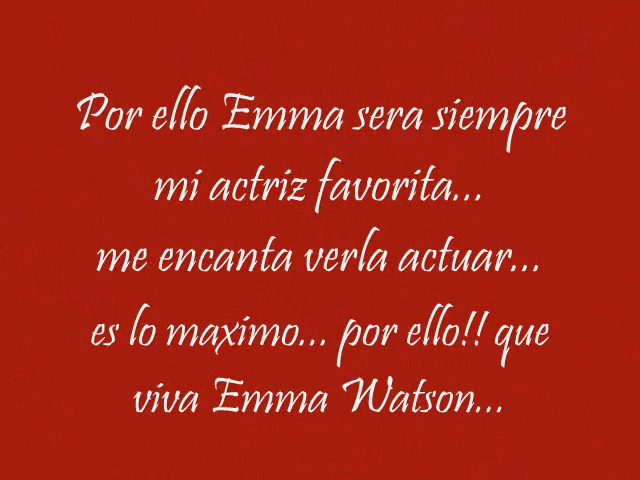 Por ello Emma sera siempre
mi actriz favorita...
me encanta verla actuar...
es lo maximo... por ello!! que
viva Emma Watson...